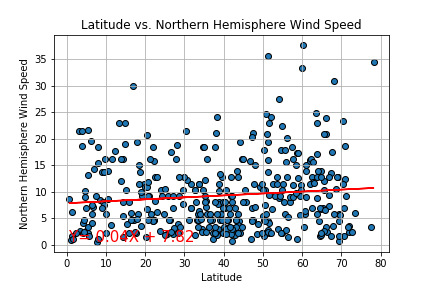 Latitude vs. Northern Hemisphere Wind Speed
Northern Hemisphere Wind Speed
35
30
25
20
15
10
5
0
0.04x + 7.82
0 10 20 30 40 50 60 70 80
Latitude